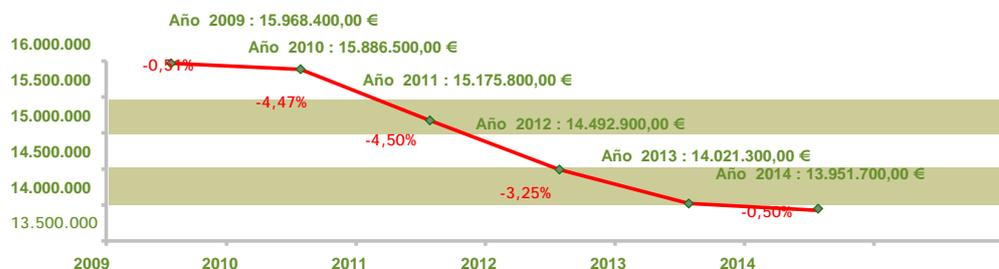 Año 2009 : 15.968.400,00 €
16.000.000
Año 2010 : 15.886.500,00 €
-0,51%
15.500.000
Año 2011 : 15.175.800,00 €
-4,47%
15.000.000
Año 2012 : 14.492.900,00 €
-4,50%
14.500.000
Año 2013 : 14.021.300,00 €
Año 2014 : 13.951.700,00 €
14.000.000
-3,25%
-0,50%
13.500.000
2009 2010 2011 2012 2013 2014